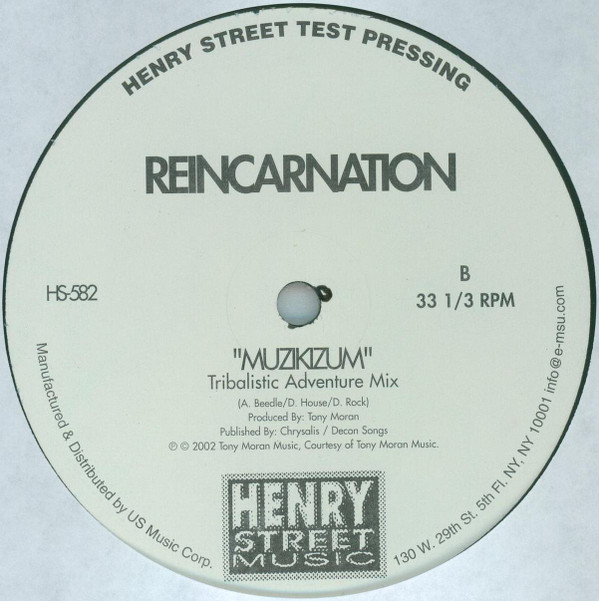 HENRY STREET TEST PRESSING
REINCARNATION
HS-582
B
33 1/3 RPM
"MUZIKIZUM"
Tribalistic Adventure Mix
(A. Beedle/D. House/D. Rock)
Produced By: Tony Moran
Published By: Chrysalis / Decon Songs
℗ © 2002 Tony Moran Music, Courtesy of Tony Moran Music.
Manufactured & Distributed by US Music Corp.
130 W. 29th St. 5th Fl. NY, NY 10001 info@e-msu.com
HENRY
STREET
MUSIC